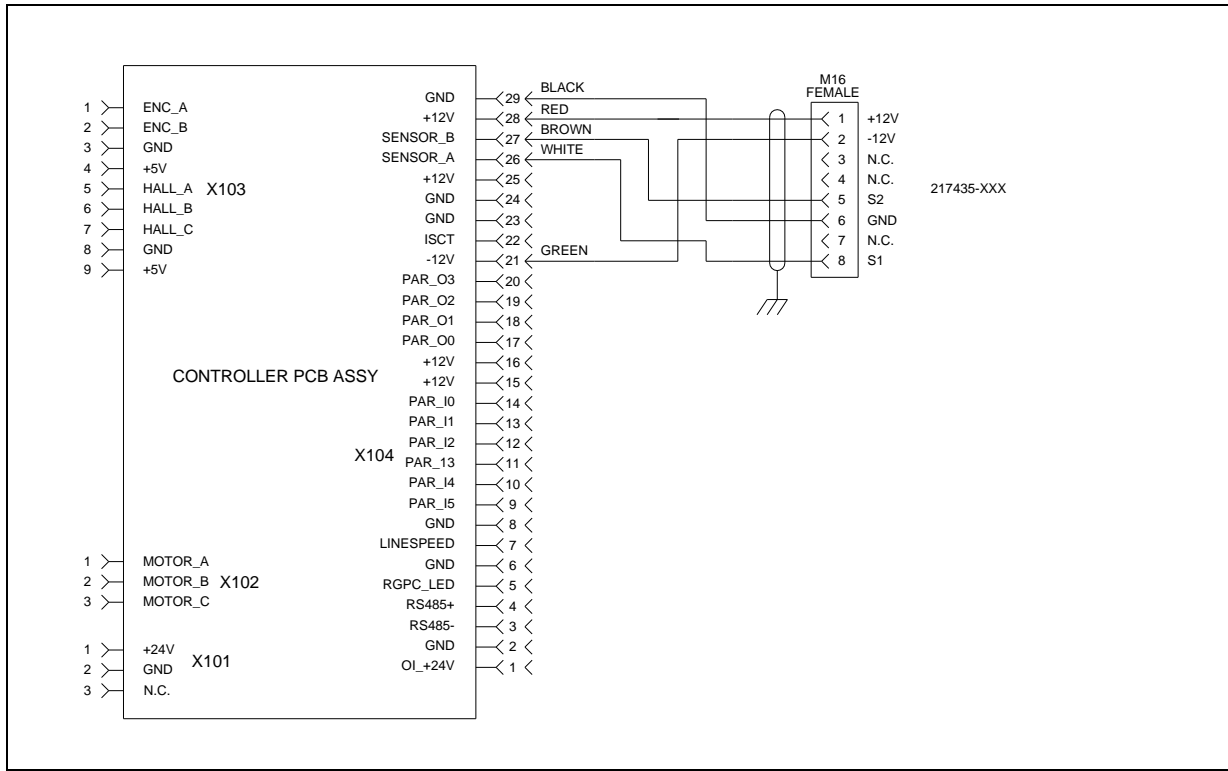 M16
FEMALE
CONTROLLER PCB ASSY
X103
1 ENC_A
2 ENC_B
3 GND
4 +5V
5 HALL_A
6 HALL_B
7 HALL_C
8 GND
9 +5V
X102
1 MOTOR_A
2 MOTOR_B
3 MOTOR_C
X101
1 +24V
2 GND
3 N.C.
X104
GND 29 BLACK
+12V 28 RED
SENSOR_B 27 BROWN
SENSOR_A 26 WHITE
+12V 25
GND 24
GND 23
ISCT 22
-12V 21 GREEN
PAR_O3 20
PAR_O2 19
PAR_O1 18
PAR_O0 17
+12V 16
+12V 15
PAR_I0 14
PAR_I1 13
PAR_I2 12
PAR_13 11
PAR_I4 10
PAR_I5 9
GND 8
LINESPEED 7
GND 6
RGPC_LED 5
RS485+ 4
RS485- 3
GND 2
OI_+24V 1
1 +12V
2 -12V
3 N.C.
4 N.C.
5 S2
6 GND
7 N.C.
8 S1
217435-XXX